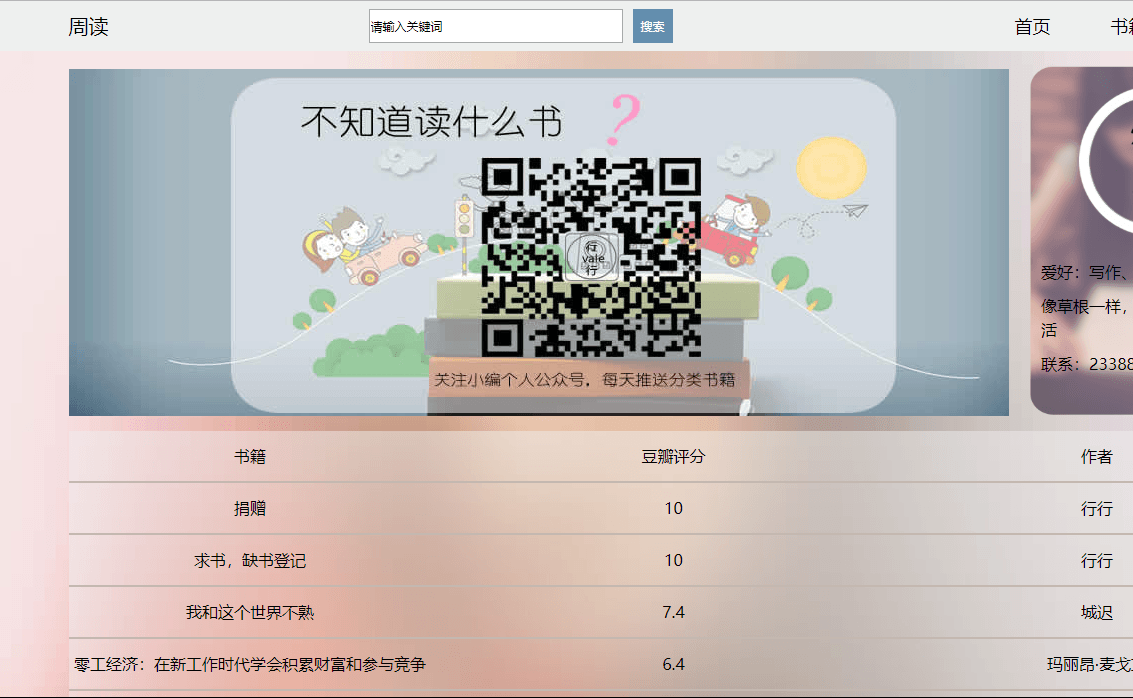 周读
请输入关键词
搜索
首页
不知道读什么书?
行
vale
行
关注小编个人公众号，每天推送分类书籍
爱好：写作、
像草根一样，
活
联系：23388
书籍 豆瓣评分 作者
捐赠 10 行行
求书，缺书登记 10 行行
我和这个世界不熟 7.4 城迟
零工经济：在新工作时代学会积累财富和参与竞争 6.4 玛丽昂·麦戈